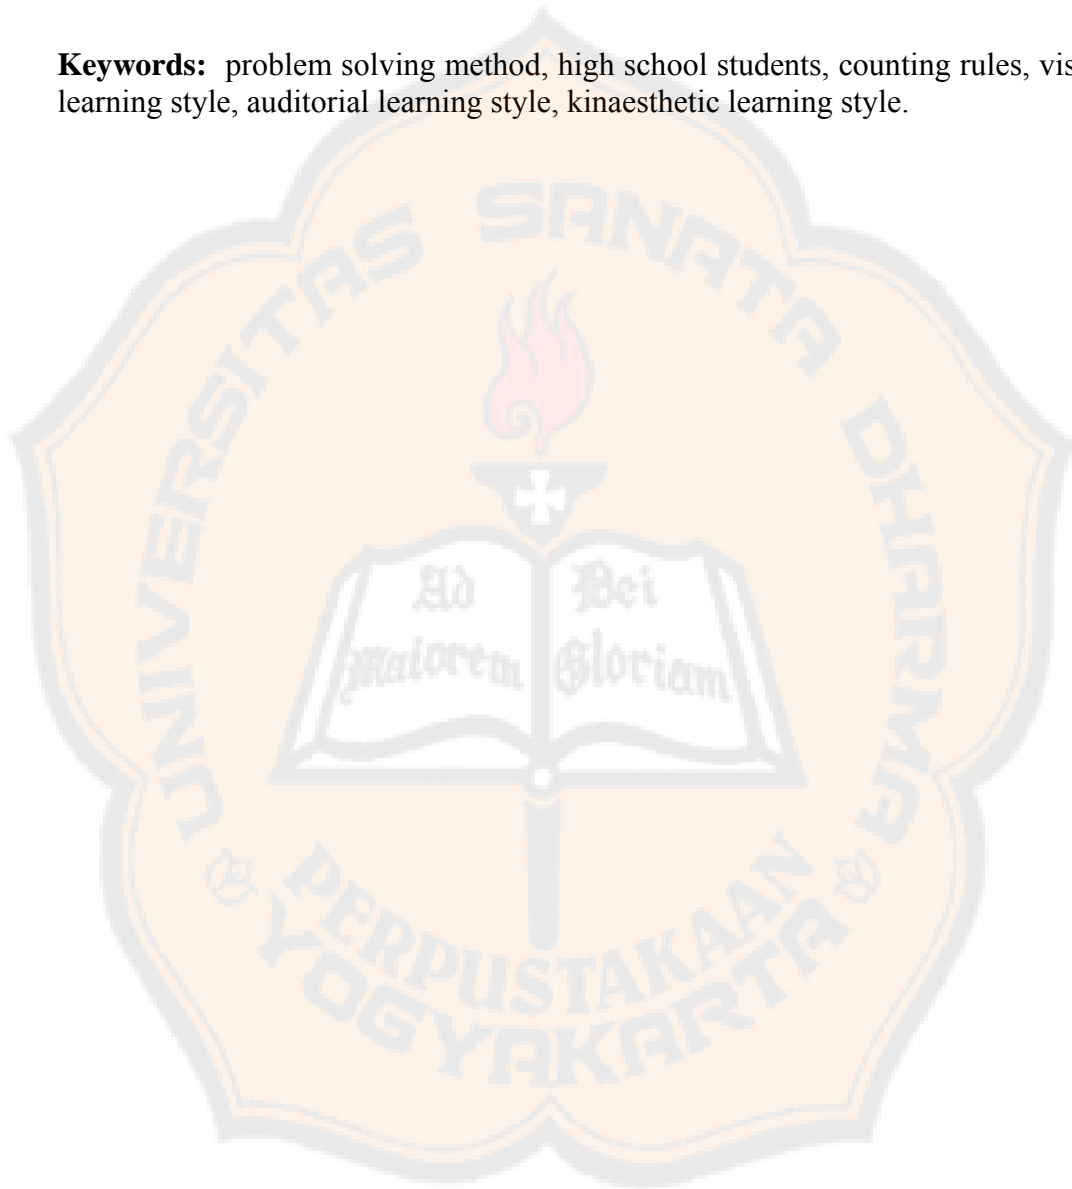 Keywords: problem solving method, high school students, counting rules, vis
learning style, auditorial learning style, kinaesthetic learning style.
UNIVERSITAS SANATA DHARMA
Ad
Dei
maiorem
Gloriam
PERPUSTAKAAN
YOGYAKARTA